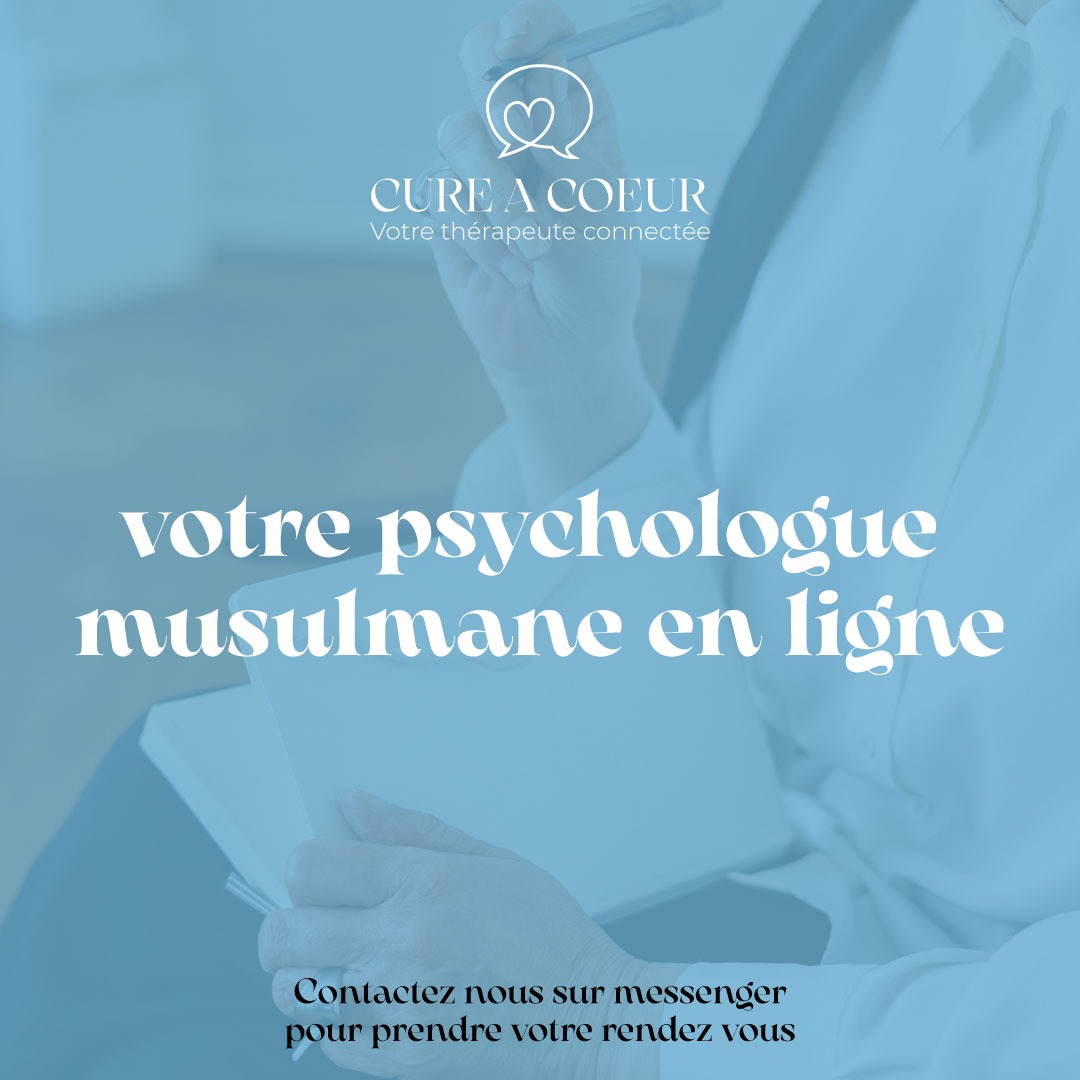 CURE A COEUR
Votre thérapeute connectée
votre psychologue
musulmane en ligne
Contactez nous sur messenger
pour prendre votre rendez vous